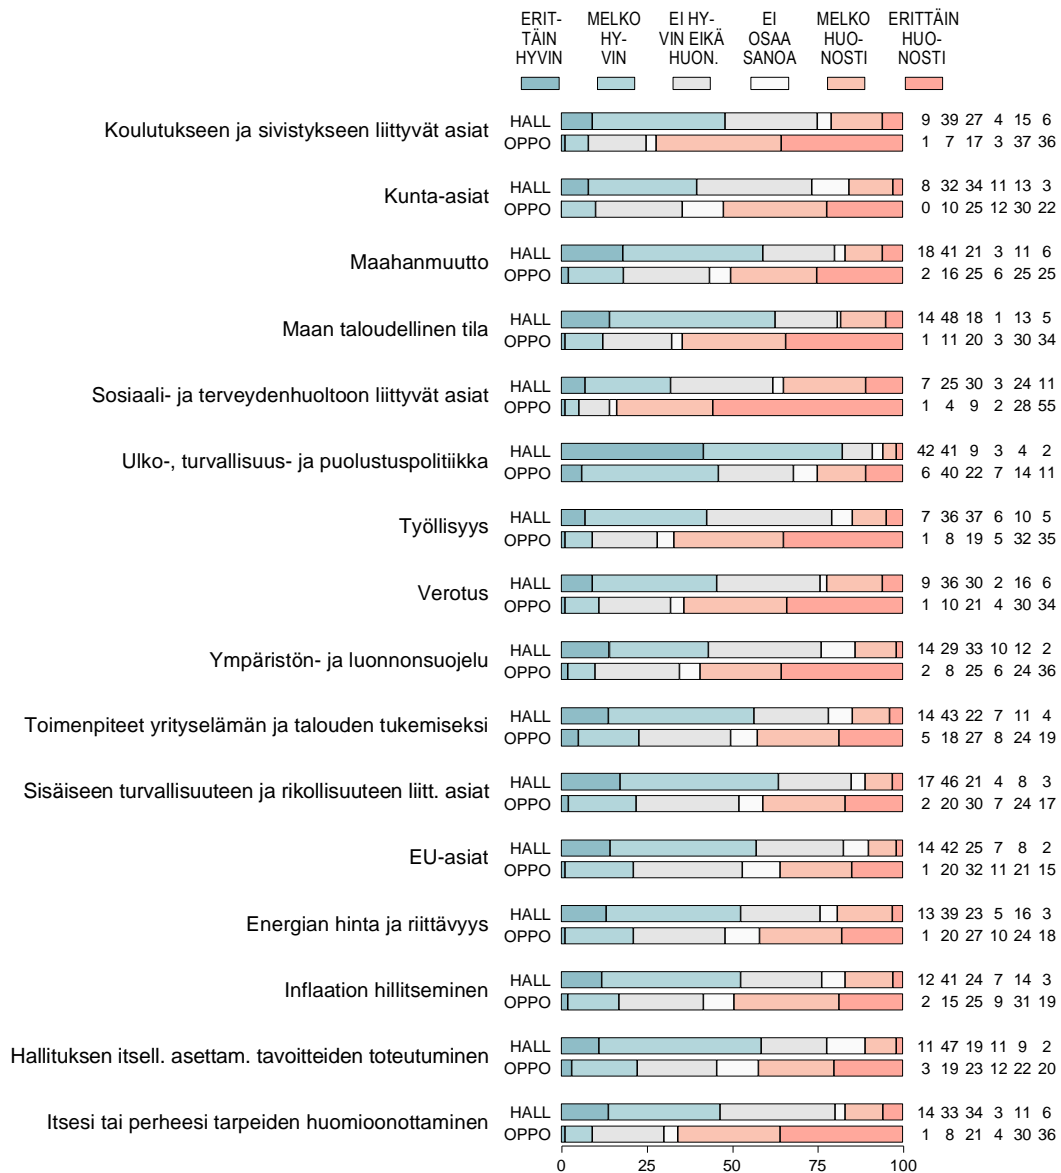 ERIT- MELKO EI HY- EI MELKO ERITTÄIN
TÄIN HY- VIN EIKÄ OSAA HUO- HUO-
HYVIN VIN HUON. SANOA NOSTI NOSTI
HALL 9 39 27 4 15 6
Koulutukseen ja sivistykseen liittyvät asiat
OPPO 1 7 17 3 37 36
HALL 8 32 34 11 13 3
Kunta-asiat
OPPO 0 10 25 12 30 22
HALL 18 41 21 3 11 6
Maahanmuutto
OPPO 2 16 25 6 25 25
HALL 14 48 18 1 13 5
Maan taloudellinen tila
OPPO 1 11 20 3 30 34
HALL 7 25 30 3 24 11
Sosiaali- ja terveydenhuoltoon liittyvät asiat
OPPO 1 4 9 2 28 55
HALL 42 41 9 3 4 2
Ulko-, turvallisuus- ja puolustuspolitiikka
OPPO 6 40 22 7 14 11
HALL 7 36 37 6 10 5
Työllisyys
OPPO 1 8 19 5 32 35
HALL 9 36 30 2 16 6
Verotus
OPPO 1 10 21 4 30 34
HALL 14 29 33 10 12 2
Ympäristön- ja luonnonsuojelu
OPPO 2 8 25 6 24 36
HALL 14 43 22 7 11 4
Toimenpiteet yrityselämän ja talouden tukemiseksi
OPPO 5 18 27 8 24 19
HALL 17 46 21 4 8 3
Sisäiseen turvallisuuteen ja rikollisuuteen liitt. asiat
OPPO 2 20 30 7 24 17
HALL 14 42 25 7 8 2
EU-asiat
OPPO 1 20 32 11 21 15
HALL 13 39 23 5 16 3
Energian hinta ja riittävyys
OPPO 1 20 27 10 24 18
HALL 12 41 24 7 14 3
Inflaation hillitseminen
OPPO 2 15 25 9 31 19
HALL 11 47 19 11 9 2
Hallituksen itsell. asettam. tavoitteiden toteutuminen
OPPO 3 19 23 12 22 20
HALL 14 33 34 3 11 6
Itsesi tai perheesi tarpeiden huomioonottaminen
OPPO 1 8 21 4 30 36
0 25 50 75 100